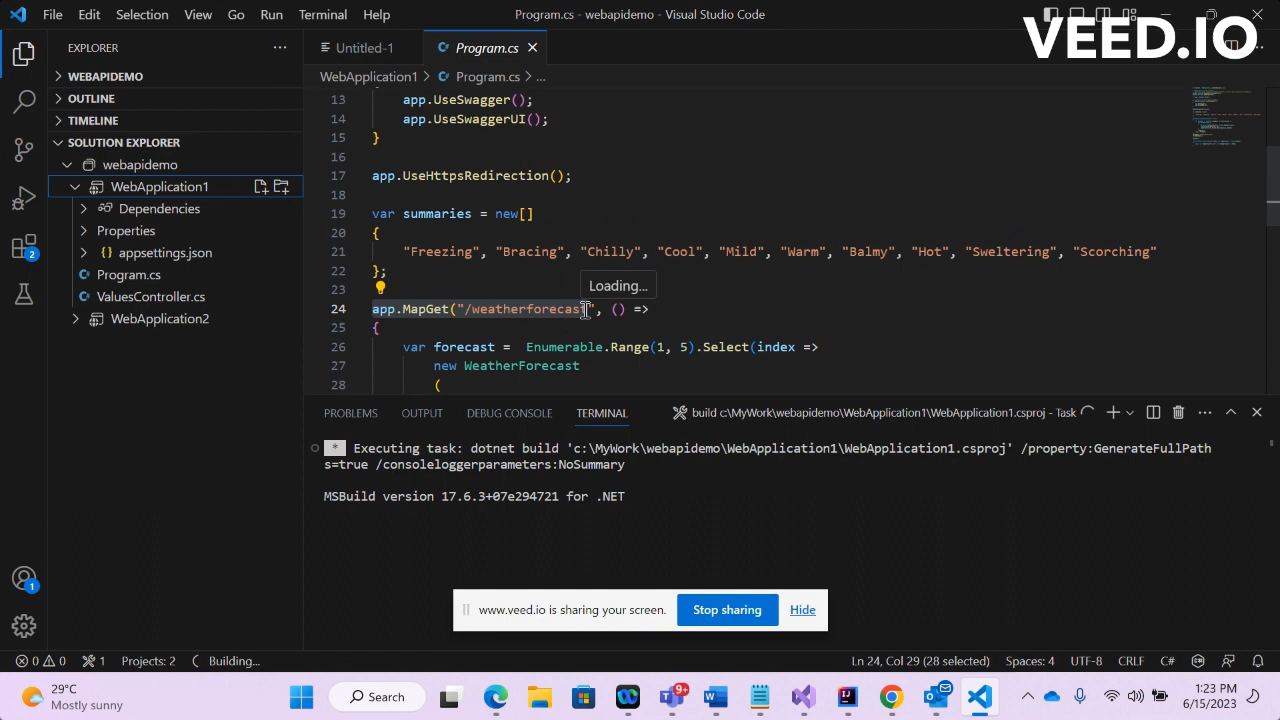 File Edit Selection View Go Run Terminal Help
Program.cs - webapidemo - Visual Studio Code
VEED.IO
EXPLORER
WEBAPIDEMO
OUTLINE
TIMELINE
SOLUTION EXPLORER
webapidemo
WebApplication1
Dependencies
Properties
{} appsettings.json
Program.cs
ValuesController.cs
WebApplication2
2
1
Untitled-1
Program.cs
WebApplication1 > Program.cs > ...
13 app.UseSwagger();
14 app.UseSwaggerUI();
15 }
16
17 app.UseHttpsRedirection();
18
19 var summaries = new[]
20 {
21 "Freezing", "Bracing", "Chilly", "Cool", "Mild", "Warm", "Balmy", "Hot", "Sweltering", "Scorching"
22 };
23
Loading...
24 app.MapGet("/weatherforecast", () =>
25 {
26 var forecast = Enumerable.Range(1, 5).Select(index =>
27 new WeatherForecast
28 (
PROBLEMS OUTPUT DEBUG CONSOLE TERMINAL
build c:\MyWork\webapidemo\WebApplication1\WebApplication1.csproj - Task
* Executing task: dotnet build 'c:\MyWork\webapidemo\WebApplication1\WebApplication1.csproj' /property:GenerateFullPath
s=true /consoleloggerparameters:NoSummary
MSBuild version 17.6.3+07e294721 for .NET
www.veed.io is sharing your screen. Stop sharing Hide
0 0 1 Projects: 2 Building...
Ln 24, Col 29 (28 selected) Spaces: 4 UTF-8 CRLF C#
29°C
Mostly sunny
Search
9+
1:23 PM
6/15/2023